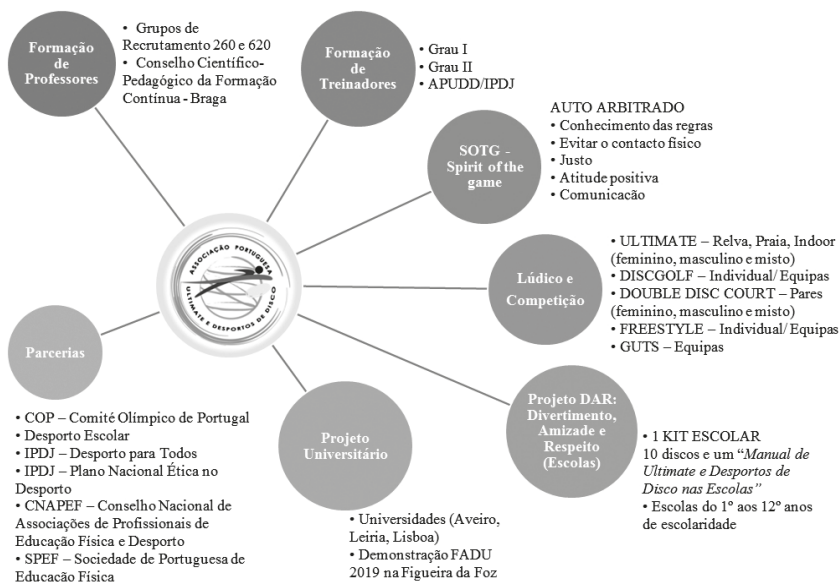 Formação
de
Professores
• Grupos de
Recrutamento 260 e 620
• Conselho Científico-
Pedagógico da Formação
Contínua - Braga
Formação
de
Treinadores
• Grau I
• Grau II
• APUDD/IPDJ
SOTG -
Spirit of the
game
AUTO ARBITRADO
• Conhecimento das regras
• Evitar o contacto físico
• Justo
• Atitude positiva
• Comunicacão
Lúdico e
Competição
• ULTIMATE – Relva, Praia, Indoor
(feminino, masculino e misto)
• DISCGOLF – Individual/ Equipas
• DOUBLE DISC COURT – Pares
(feminino, masculino e misto)
• FREESTYLE – Individual/ Equipas
• GUTS – Equipas
ASSOCIAÇÃO PORTUGUESA
ULTIMATE E DESPORTOS DE DISCO
Parcerias
• COP – Comité Olímpico de Portugal
• Desporto Escolar
• IPDJ – Desporto para Todos
• IPDJ – Plano Nacional Ética no
Desporto
• CNAPEF – Conselho Nacional de
Associações de Profissionais de
Educação Física e Desporto
• SPEF – Sociedade de Portuguesa de
Educação Física
Projeto
Universitário
• Universidades (Aveiro,
Leiria, Lisboa)
• Demonstração FADU
2019 na Figueira da Foz
Projeto DAR:
Divertimento,
Amizade e
Respeito
(Escolas)
• 1 KIT ESCOLAR
10 discos e um “Manual de
Ultimate e Desportos de
Disco nas Escolas”
• Escolas do 1º aos 12º anos
de escolaridade